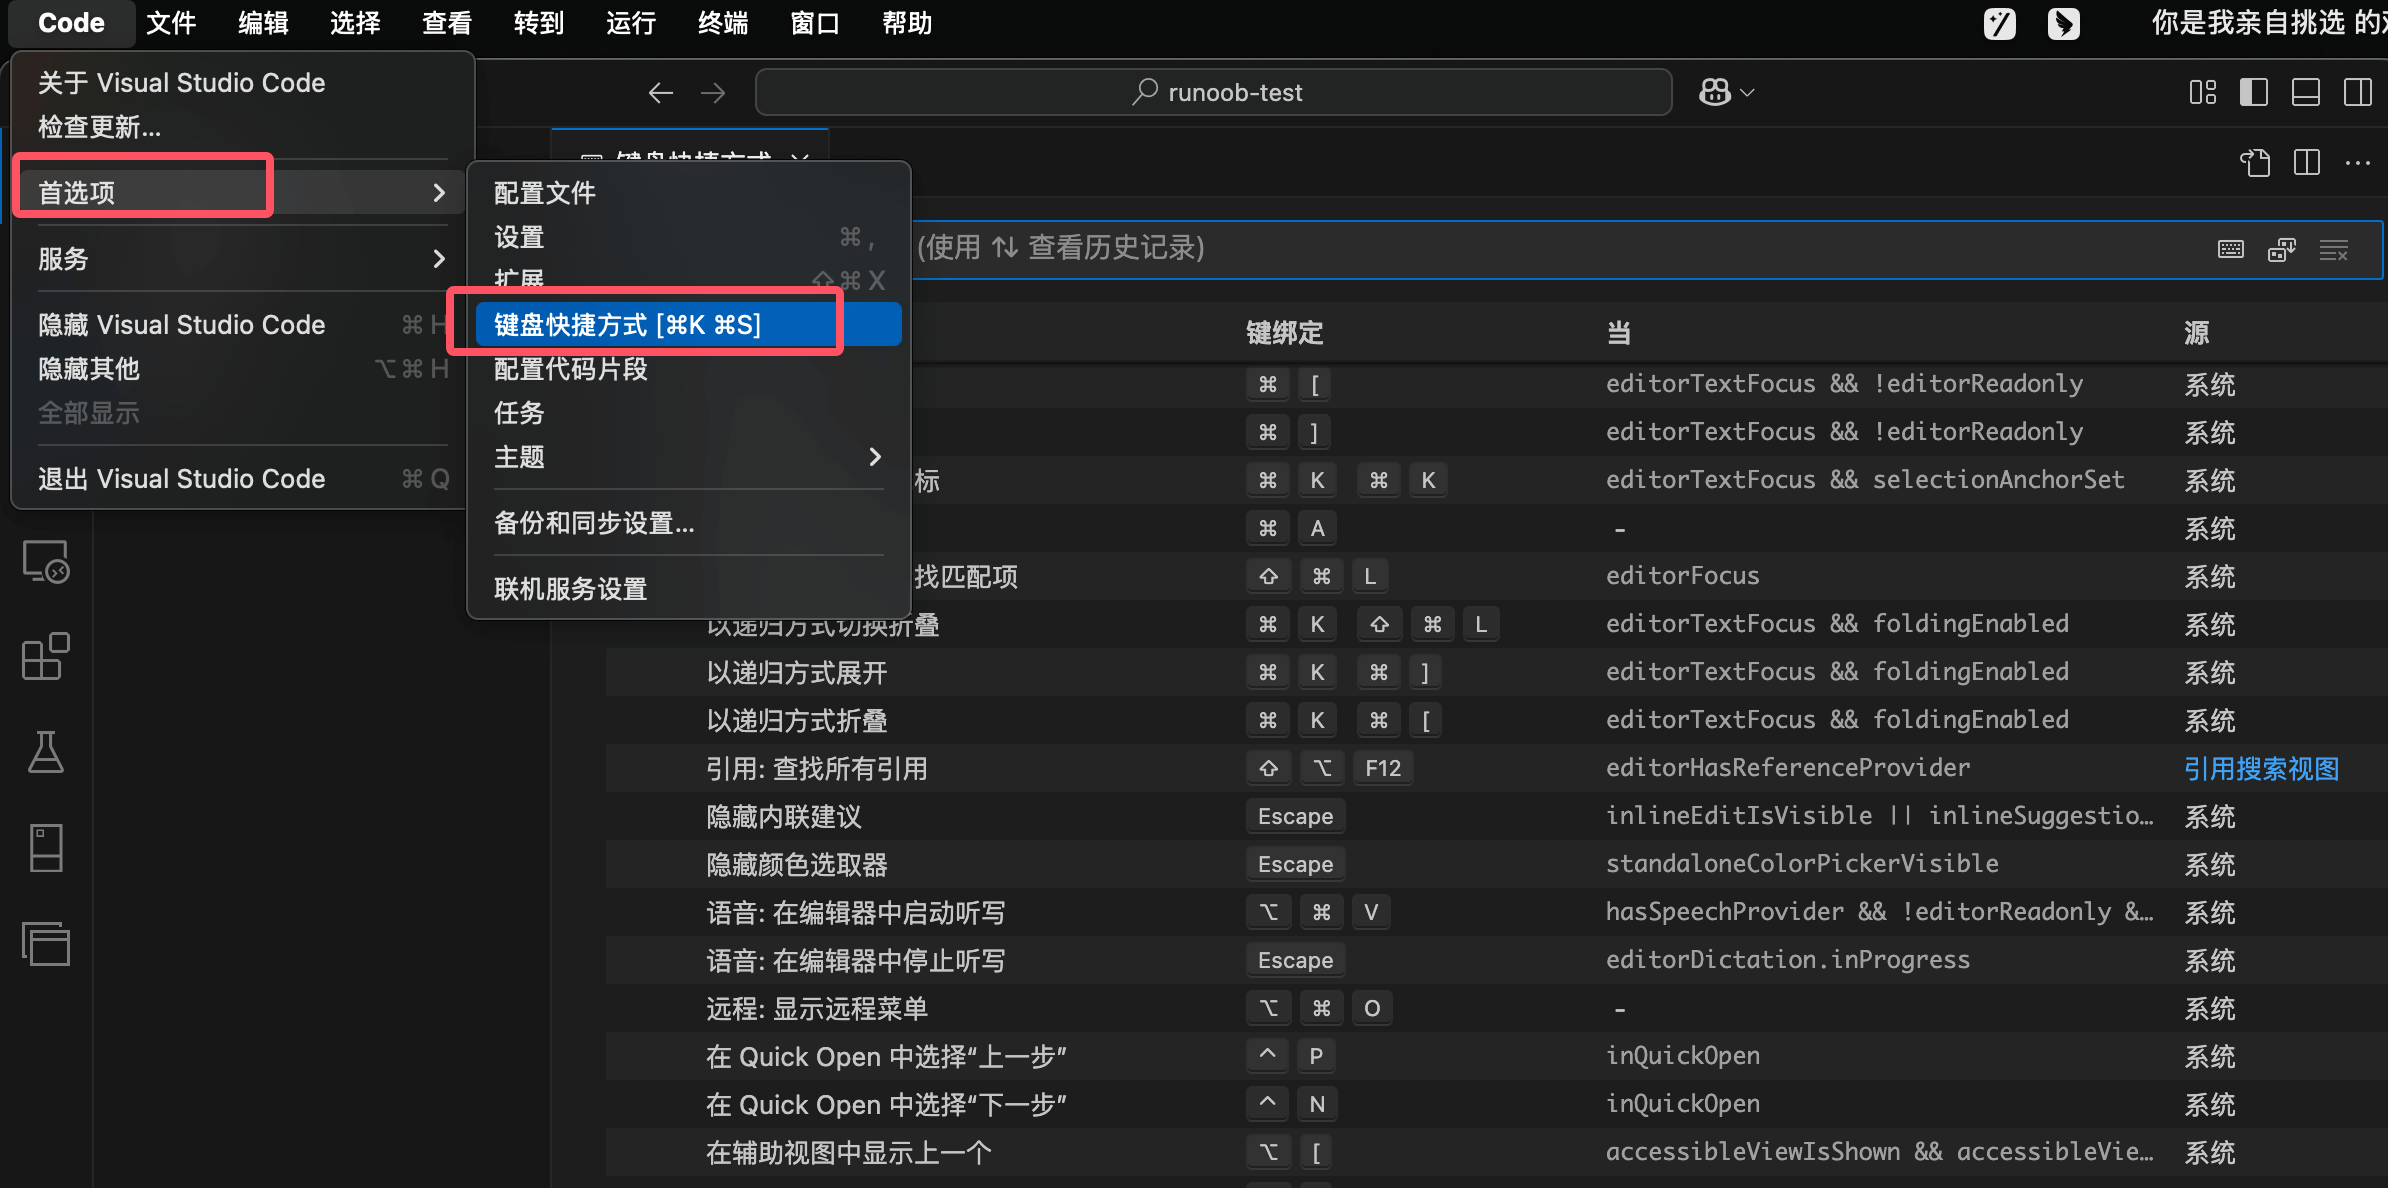 Code 文件 编辑 选择 查看 转到 运行 终端 窗口 帮助
你是我亲自挑选 的
关于 Visual Studio Code
检查更新...
首选项
服务
隐藏 Visual Studio Code ⌘ H
隐藏其他 ⌥ ⌘ H
全部显示
退出 Visual Studio Code ⌘ Q
runoob-test
键盘快捷方式
配置文件
设置 ⌘ ,
扩展 ⇧ ⌘ X
键盘快捷方式 [⌘K ⌘S]
配置代码片段
任务
主题
备份和同步设置...
联机服务设置
(使用 ⇅ 查看历史记录)
键绑定 当 源
⌘ [ editorTextFocus && !editorReadonly 系统
⌘ ] editorTextFocus && !editorReadonly 系统
标 ⌘ K ⌘ K editorTextFocus && selectionAnchorSet 系统
⌘ A - 系统
找匹配项 ⇧ ⌘ L editorFocus 系统
以递归方式切换折叠 ⌘ K ⇧ ⌘ L editorTextFocus && foldingEnabled 系统
以递归方式展开 ⌘ K ⌘ ] editorTextFocus && foldingEnabled 系统
以递归方式折叠 ⌘ K ⌘ [ editorTextFocus && foldingEnabled 系统
引用: 查找所有引用 ⇧ ⌥ F12 editorHasReferenceProvider 引用搜索视图
隐藏内联建议 Escape inlineEditIsVisible || inlineSuggestio… 系统
隐藏颜色选取器 Escape standaloneColorPickerVisible 系统
语音: 在编辑器中启动听写 ⌥ ⌘ V hasSpeechProvider && !editorReadonly &… 系统
语音: 在编辑器中停止听写 Escape editorDictation.inProgress 系统
远程: 显示远程菜单 ⌥ ⌘ O - 系统
在 Quick Open 中选择“上一步” ^ P inQuickOpen 系统
在 Quick Open 中选择“下一步” ^ N inQuickOpen 系统
在辅助视图中显示上一个 ⌥ [ accessibleViewIsShown && accessibleVie… 系统